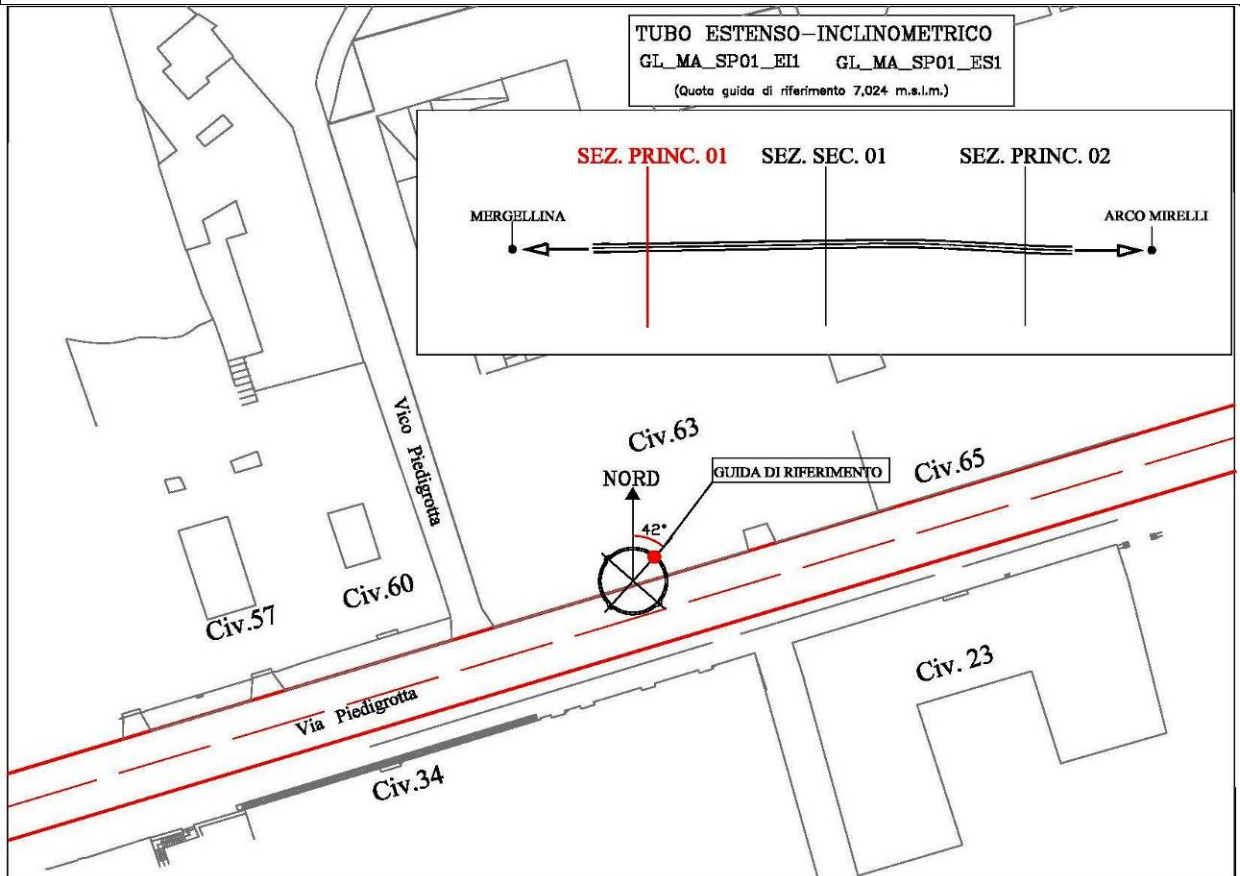 TUBO ESTENSO-INCLINOMETRICO
GL_MA_SP01_EI1 GL_MA_SP01_ES1
(Quota guida di riferimento 7,024 m.s.l.m.)
SEZ. PRINC. 01 SEZ. SEC. 01 SEZ. PRINC. 02
MERGELLINA ARCO MIRELLI
Vico Piedigrotta
Civ.63
Civ.65
NORD
GUIDA DI RIFERIMENTO
42°
Civ.60
Civ.57
Civ. 23
Via Piedigrotta
Civ.34